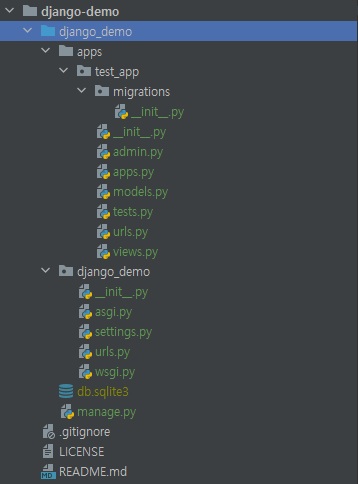 django-demo
django_demo
apps
test_app
migrations
__init__.py
__init__.py
admin.py
apps.py
models.py
tests.py
urls.py
views.py
django_demo
__init__.py
asgi.py
settings.py
urls.py
wsgi.py
db.sqlite3
manage.py
.gitignore
LICENSE
README.md